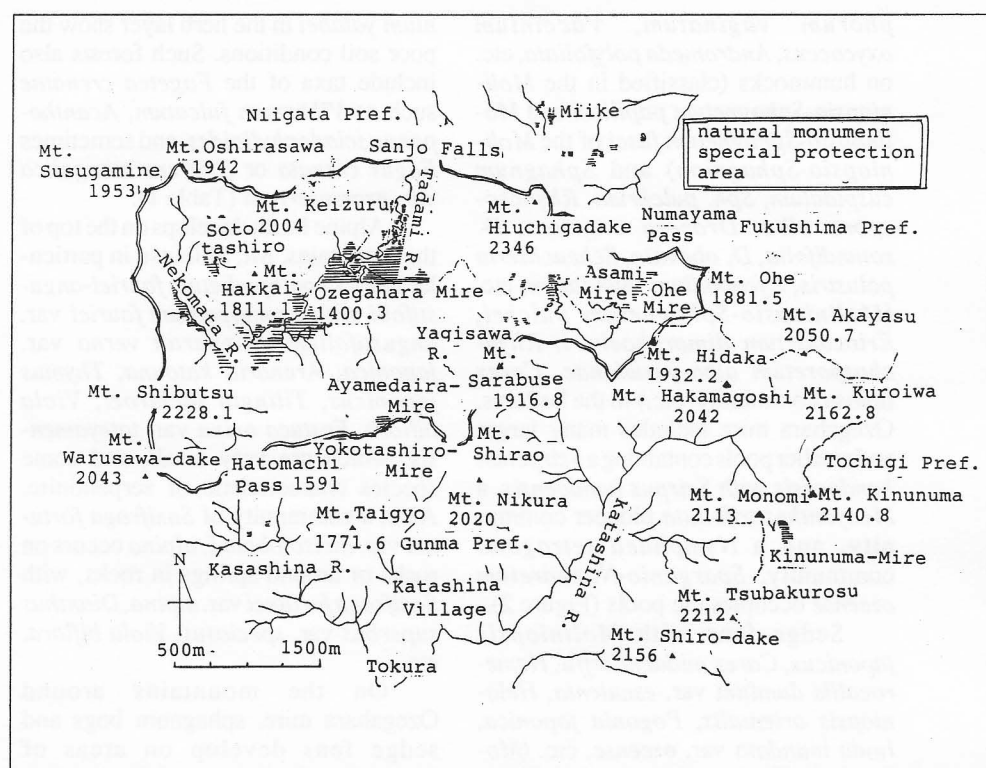 Niigata Pref.
Miike
natural monument
special protection
area
Mt.
Susugamine
1953
Mt. Oshirasawa
1942
Sanjo Falls
Tadami R.
Mt. Keizuru
2004
Soto
tashiro
Mt.
Hakkai
1811.1
Nekomata R.
Ozegahara Mire
1400.3
Mt.
Hiuchigadake
2346
Numayama
Pass
Fukushima Pref.
Asami
Mire
Ohe
Mire
Mt. Ohe
1881.5
Mt. Akayasu
2050.7
Yagisawa
R.
Mt.
Sarabuse
1916.8
Mt. Hidaka
1932.2
Mt. Hakamagoshi
2042
Mt. Kuroiwa
2162.8
Mt. Shibutsu
2228.1
Ayamedaira-
Mire
Mt.
Warusawa-dake
2043
Hatomachi
Pass 1591
Yokotashiro-
Mire
Mt.
Shirao
Tochigi Pref.
Mt. Nikura
2020
Mt.Taigyo
1771.6
Gunma Pref.
Katashina R.
Mt. Monomi
2113
Mt. Kinunuma
2140.8
Kinunuma-Mire
Kasashina R.
Katashina
Village
Mt. Tsubakurosu
2212
Mt. Shiro-dake
2156
N
500m
1500m
Tokura